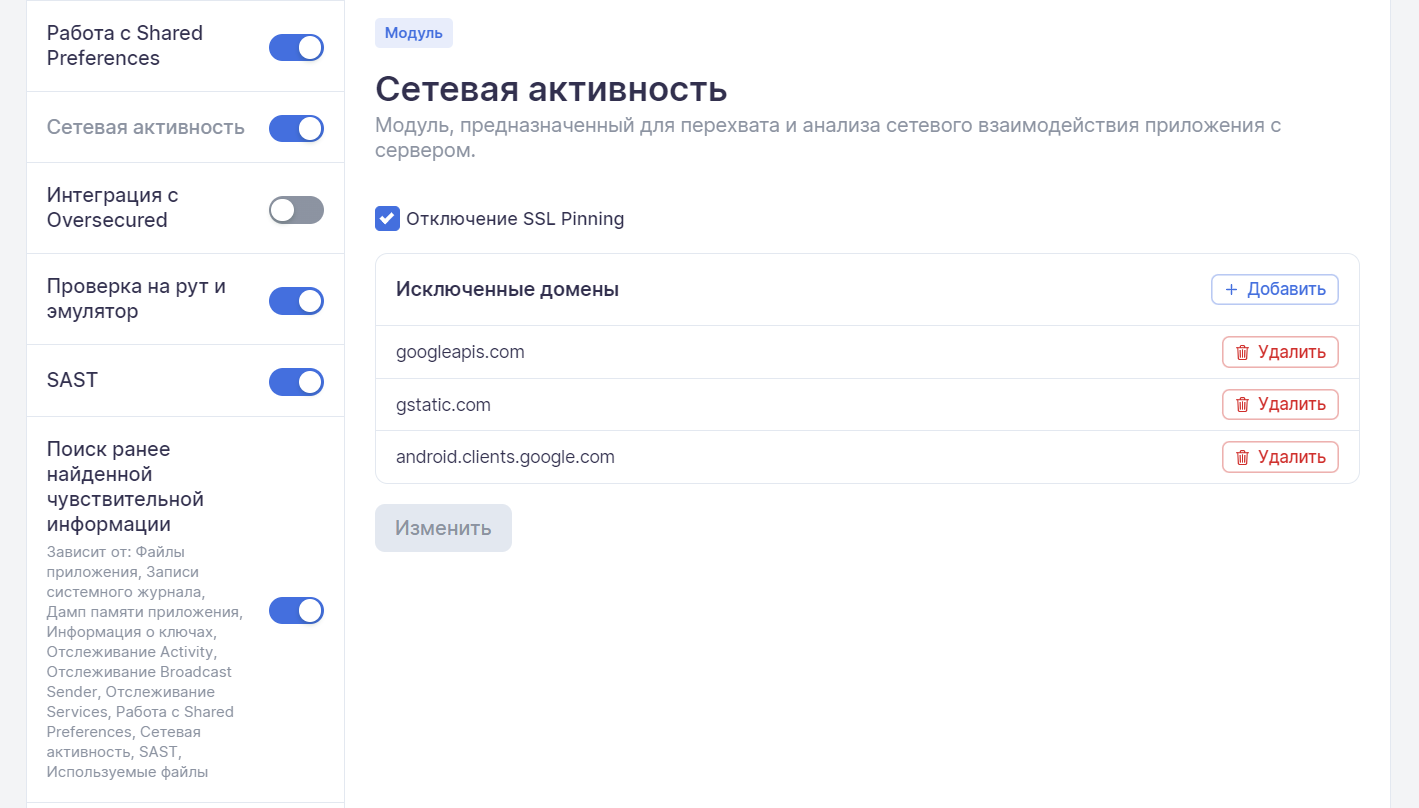 Работа с Shared
Preferences
Сетевая активность
Интеграция с
Oversecured
Проверка на рут и
эмулятор
SAST
Поиск ранее
найденной
чувствительной
информации
Зависит от: Файлы
приложения, Записи
системного журнала,
Дамп памяти приложения,
Информация о ключах,
Отслеживание Activity,
Отслеживание Broadcast
Sender, Отслеживание
Services, Работа с Shared
Preferences, Сетевая
активность, SAST,
Используемые файлы
Модуль
Сетевая активность
Модуль, предназначенный для перехвата и анализа сетевого взаимодействия приложения с
сервером.
Отключение SSL Pinning
Исключенные домены
+ Добавить
googleapis.com
Удалить
gstatic.com
Удалить
android.clients.google.com
Удалить
Изменить